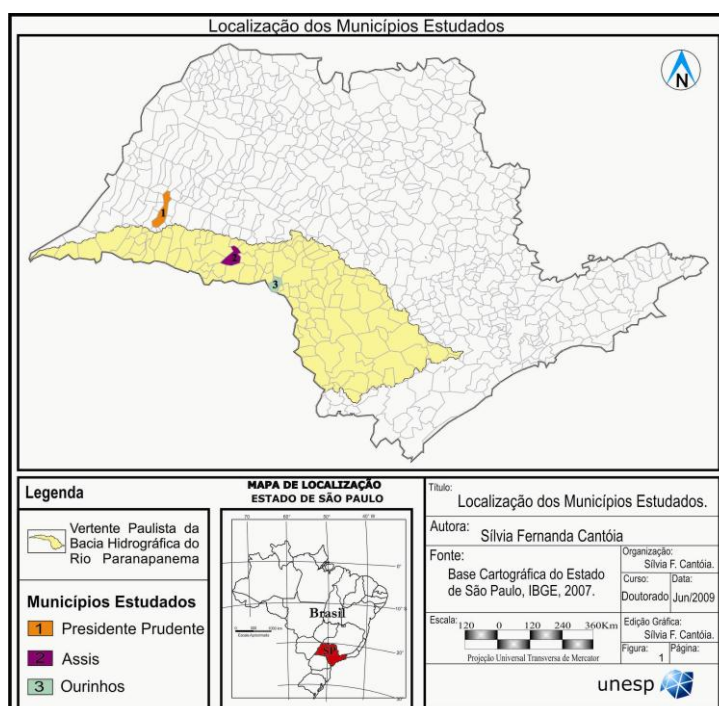 Localização dos Municípios Estudados
N
1
2
3
Legenda
Vertente Paulista da
Bacia Hidrográfica do
Rio Paranapanema
Municípios Estudados
1 Presidente Prudente
2 Assis
3 Ourinhos
MAPA DE LOCALIZAÇÃO
ESTADO DE SÃO PAULO
Brasil
SP
Título:
Localização dos Municípios Estudados.
Autora:
Sílvia Fernanda Cantóia
Fonte:
Base Cartográfica do Estado
de São Paulo, IBGE, 2007.
Organização:
Sílvia F. Cantóia.
Curso: Data:
Doutorado Jun/2009
Escala: 120 0 120 240 360Km
Projeção Universal Transversa de Mercator
Edição Gráfica:
Sílvia F. Cantóia.
Figura: Página:
1
unesp